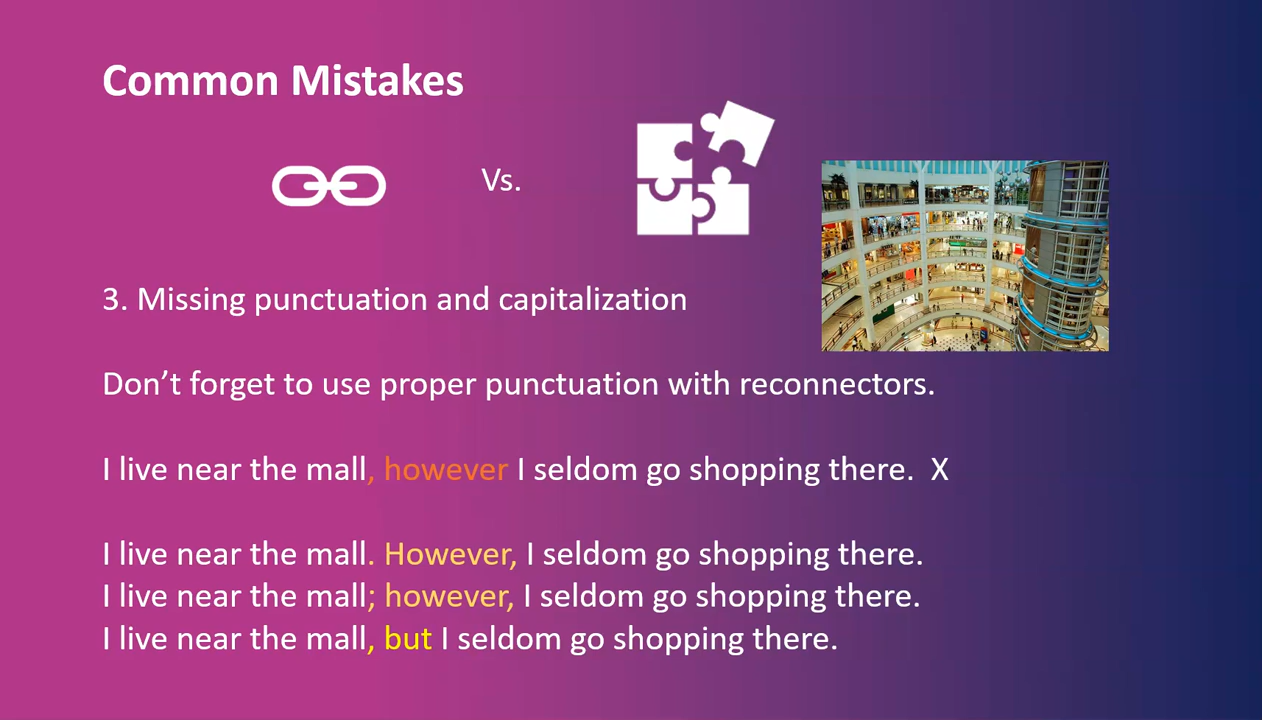 Common Mistakes
Vs.
3. Missing punctuation and capitalization
Don’t forget to use proper punctuation with reconnectors.
I live near the mall, however I seldom go shopping there.  X
I live near the mall. However, I seldom go shopping there.
I live near the mall; however, I seldom go shopping there.
I live near the mall, but I seldom go shopping there.